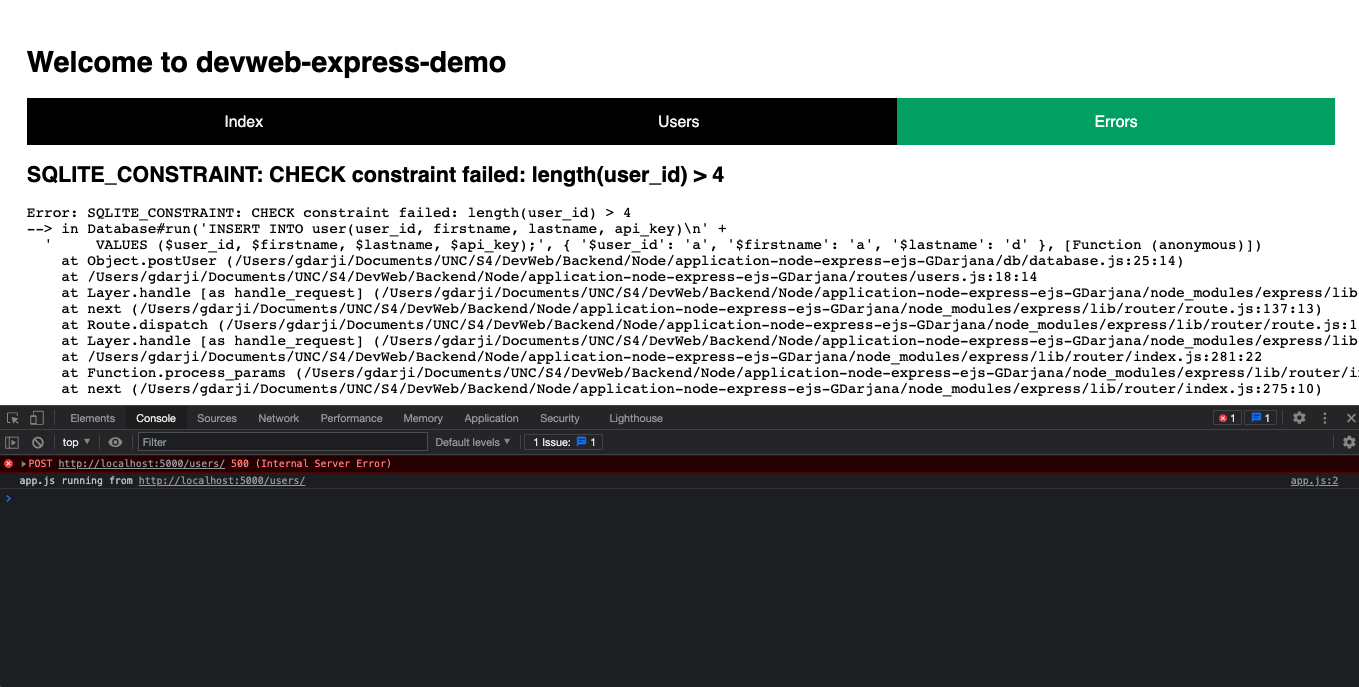 Welcome to devweb-express-demo
Index Users Errors
SQLITE_CONSTRAINT: CHECK constraint failed: length(user_id) > 4
Error: SQLITE_CONSTRAINT: CHECK constraint failed: length(user_id) > 4
--> in Database#run('INSERT INTO user(user_id, firstname, lastname, api_key)\n' +
  '     VALUES ($user_id, $firstname, $lastname, $api_key);', { '$user_id': 'a', '$firstname': 'a', '$lastname': 'd' }, [Function (anonymous)])
    at Object.postUser (/Users/gdarji/Documents/UNC/S4/DevWeb/Backend/Node/application-node-express-ejs-GDarjana/db/database.js:25:14)
    at /Users/gdarji/Documents/UNC/S4/DevWeb/Backend/Node/application-node-express-ejs-GDarjana/routes/users.js:18:14
    at Layer.handle [as handle_request] (/Users/gdarji/Documents/UNC/S4/DevWeb/Backend/Node/application-node-express-ejs-GDarjana/node_modules/express/lib
    at next (/Users/gdarji/Documents/UNC/S4/DevWeb/Backend/Node/application-node-express-ejs-GDarjana/node_modules/express/lib/router/route.js:137:13)
    at Route.dispatch (/Users/gdarji/Documents/UNC/S4/DevWeb/Backend/Node/application-node-express-ejs-GDarjana/node_modules/express/lib/router/route.js:1
    at Layer.handle [as handle_request] (/Users/gdarji/Documents/UNC/S4/DevWeb/Backend/Node/application-node-express-ejs-GDarjana/node_modules/express/lib
    at /Users/gdarji/Documents/UNC/S4/DevWeb/Backend/Node/application-node-express-ejs-GDarjana/node_modules/express/lib/router/index.js:281:22
    at Function.process_params (/Users/gdarji/Documents/UNC/S4/DevWeb/Backend/Node/application-node-express-ejs-GDarjana/node_modules/express/lib/router/i
    at next (/Users/gdarji/Documents/UNC/S4/DevWeb/Backend/Node/application-node-express-ejs-GDarjana/node_modules/express/lib/router/index.js:275:10)
Elements Console Sources Network Performance Memory Application Security Lighthouse 1 1
top Filter Default levels 1 Issue: 1
POST http://localhost:5000/users/ 500 (Internal Server Error)
app.js running from http://localhost:5000/users/ app.js:2